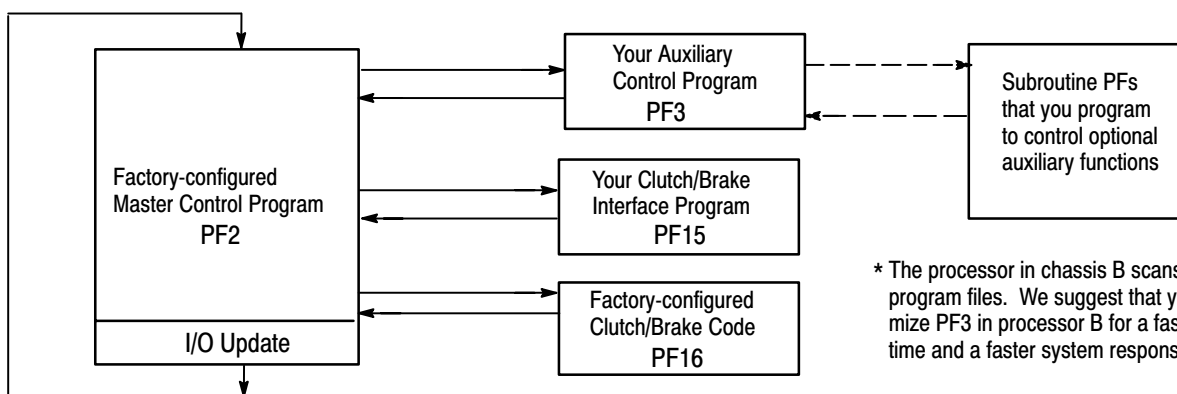 Factory-configured
Master Control Program
PF2
I/O Update
Your Auxiliary
Control Program
PF3
Subroutine PFs
that you program
to control optional
auxiliary functions
Your Clutch/Brake
Interface Program
PF15
Factory-configured
Clutch/Brake Code
PF16
* The processor in chassis B scans
program files. We suggest that
mize PF3 in processor B for a
time and a faster system